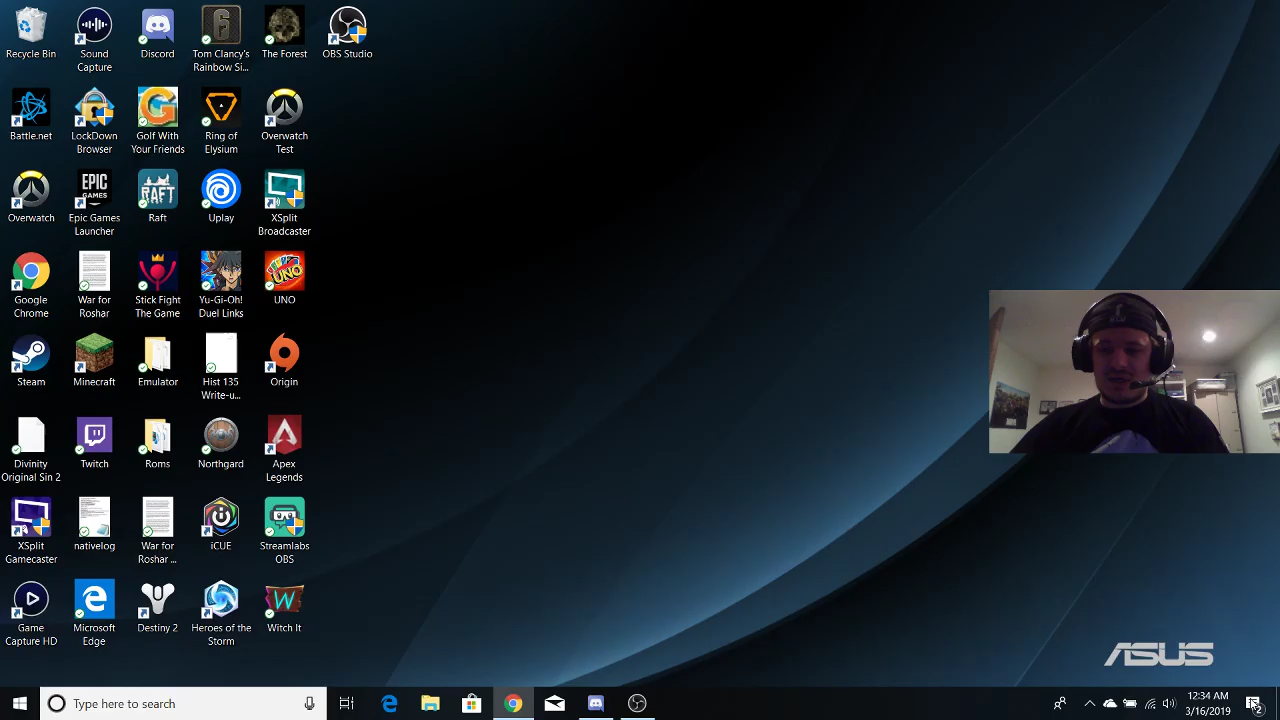 Recycle Bin
Sound
Capture
Discord
Tom Clancy's
Rainbow Si...
The Forest
OBS Studio
Battle.net
LockDown
Browser
Golf With
Your Friends
Ring of
Elysium
Overwatch
Test
Overwatch
EPIC
GAMES
Epic Games
Launcher
RAFT
Raft
Uplay
XSplit
Broadcaster
Google
Chrome
War for
Roshar
Stick Fight
The Game
Yu-Gi-Oh!
Duel Links
UNO
UNO
Steam
Minecraft
Emulator
Hist 135
Write-u...
Origin
Divinity
Original Sin 2
Twitch
Roms
Northgard
Apex
Legends
XSplit
Gamecaster
nativelog
War for
Roshar ...
iCUE
Streamlabs
OBS
Game
Capture HD
Microsoft
Edge
Destiny 2
Heroes of the
Storm
W
Witch It
ASUS
Type here to search
12:34 AM
3/16/2019
2